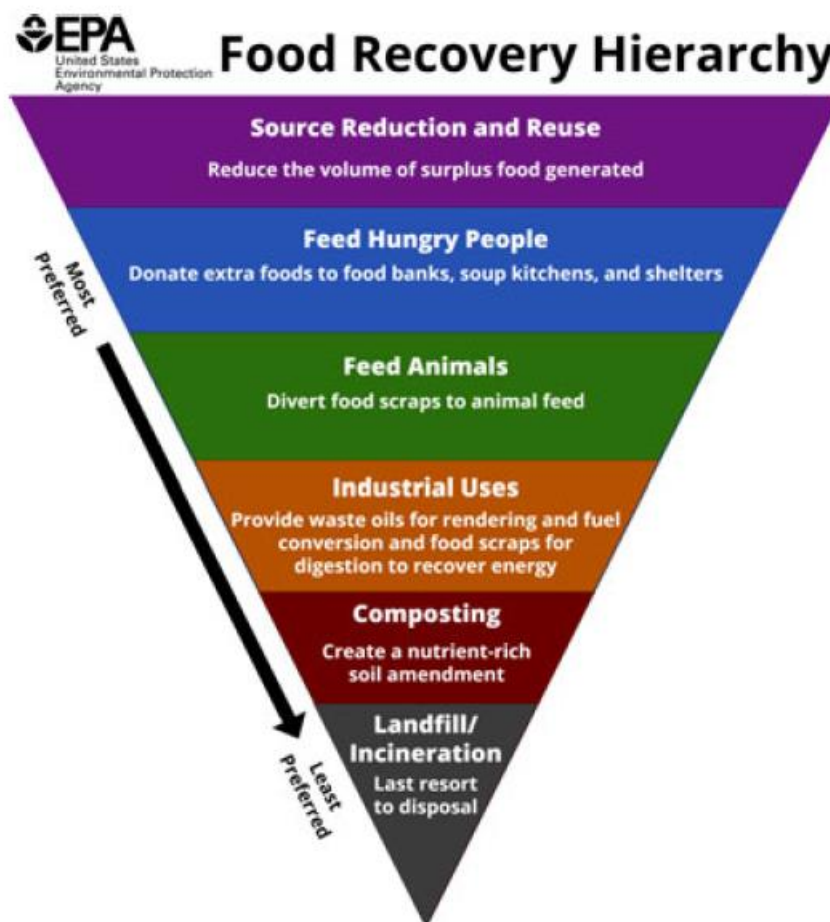 EPA
United States
Environmental Protection
Agency
Food Recovery Hierarchy
Source Reduction and Reuse
Reduce the volume of surplus food generated
Feed Hungry People
Donate extra foods to food banks, soup kitchens, and shelters
Most
Preferred
Feed Animals
Divert food scraps to animal feed
Industrial Uses
Provide waste oils for rendering and fuel
conversion and food scraps for
digestion to recover energy
Composting
Create a nutrient-rich
soil amendment
Landfill/
Incineration
Last resort
to disposal
Least
Preferred